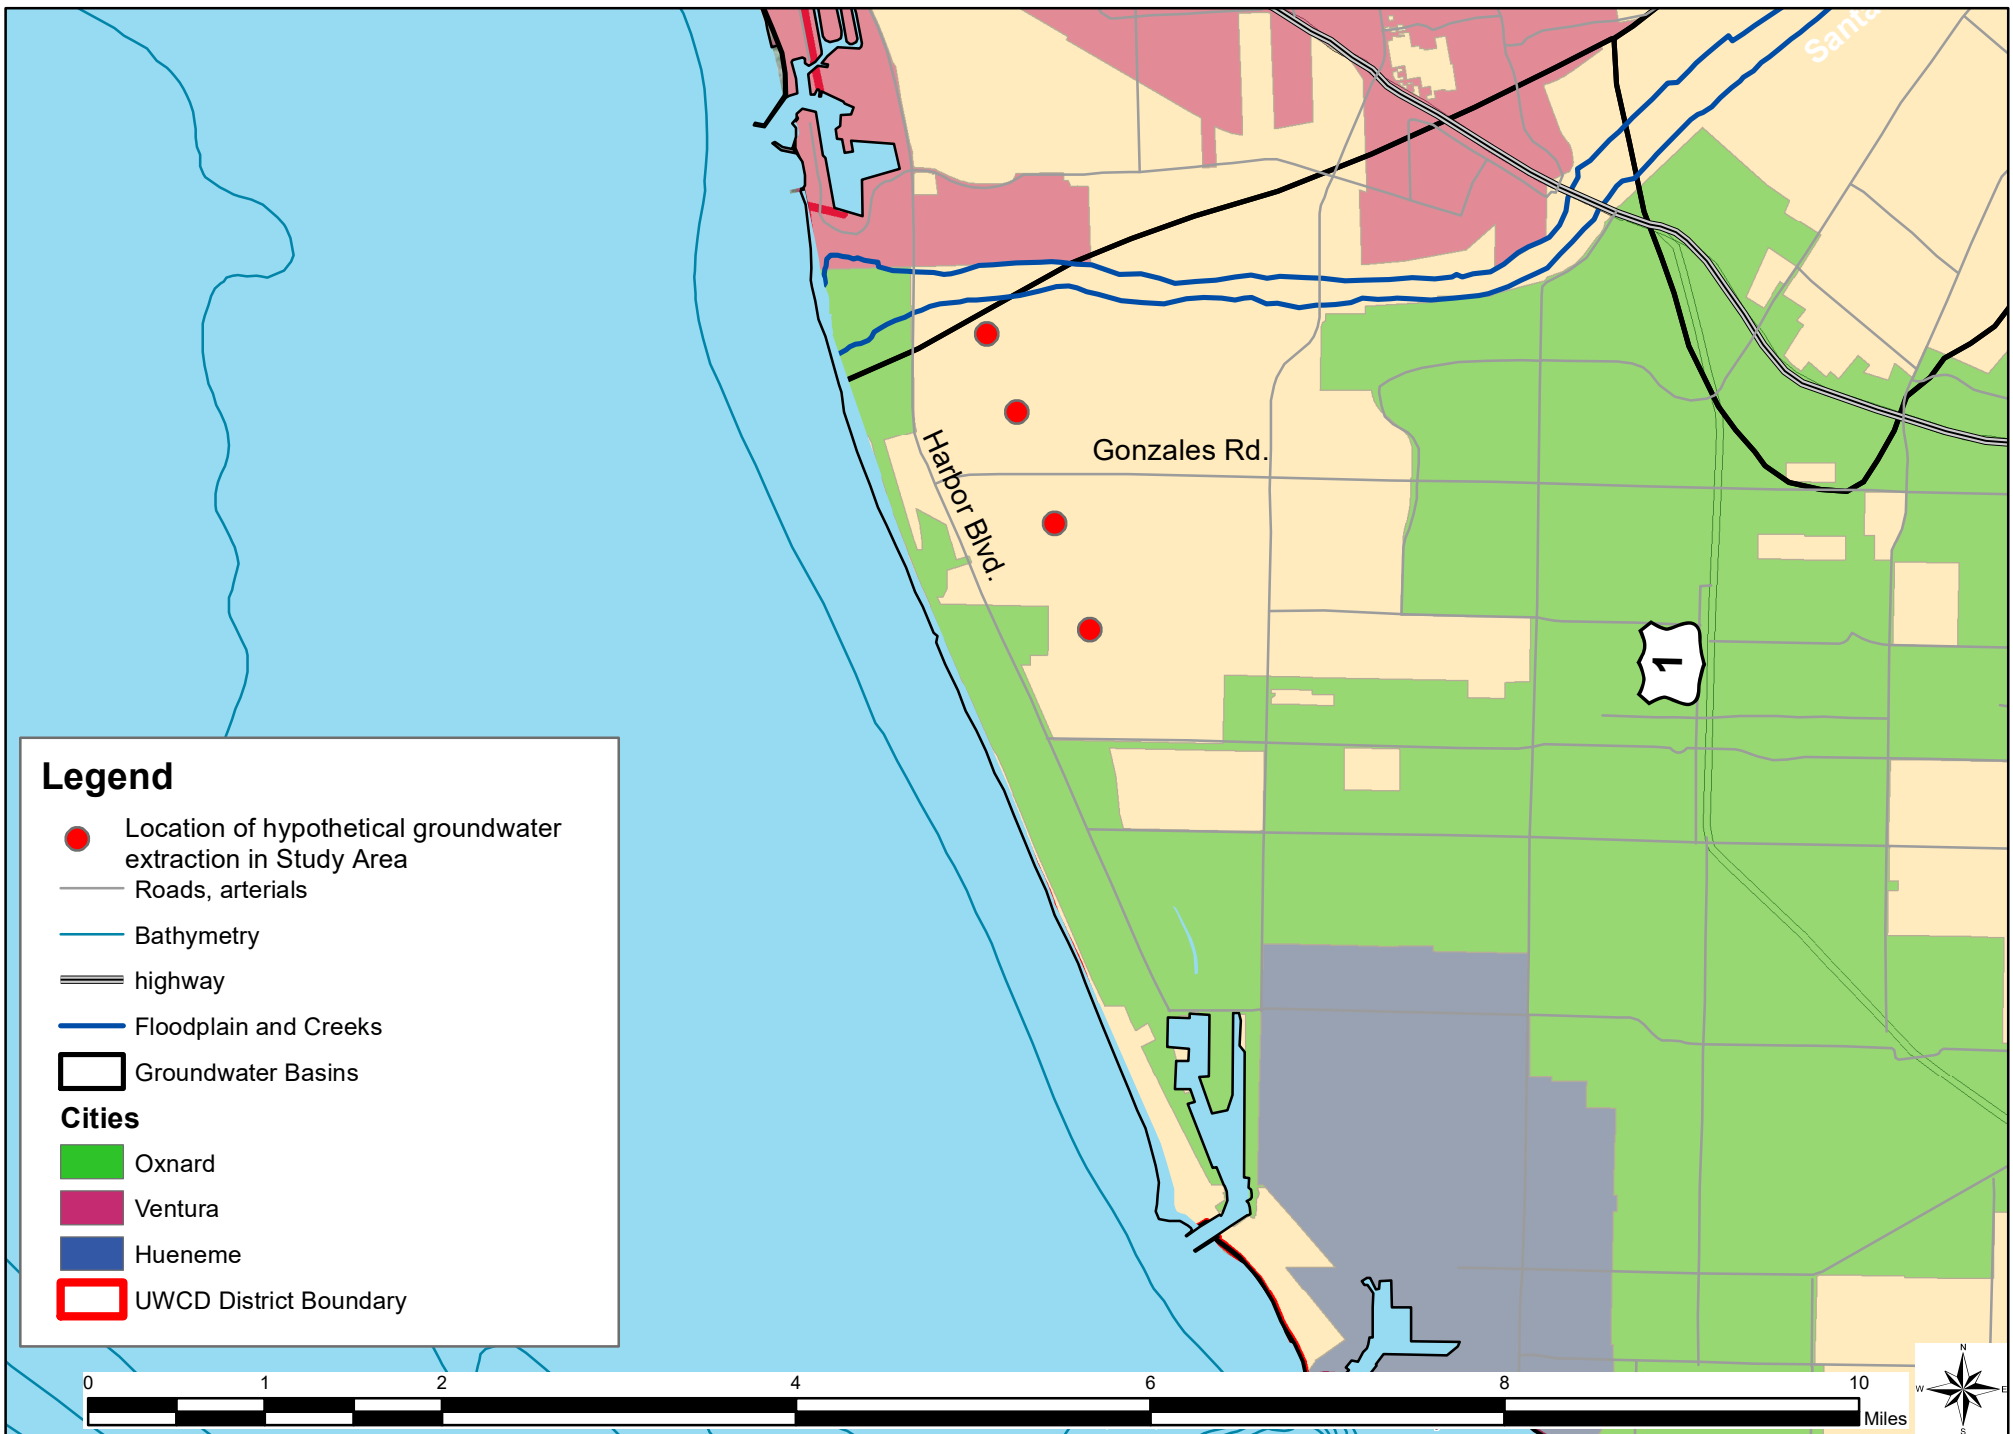 Santa
Gonzales Rd.
Harbor Blvd.
1
Legend
Location of hypothetical groundwater
extraction in Study Area
Roads, arterials
Bathymetry
highway
Floodplain and Creeks
Groundwater Basins
Cities
Oxnard
Ventura
Hueneme
UWCD District Boundary
0 1 2 4 6 8 10
Miles
N
W E
S